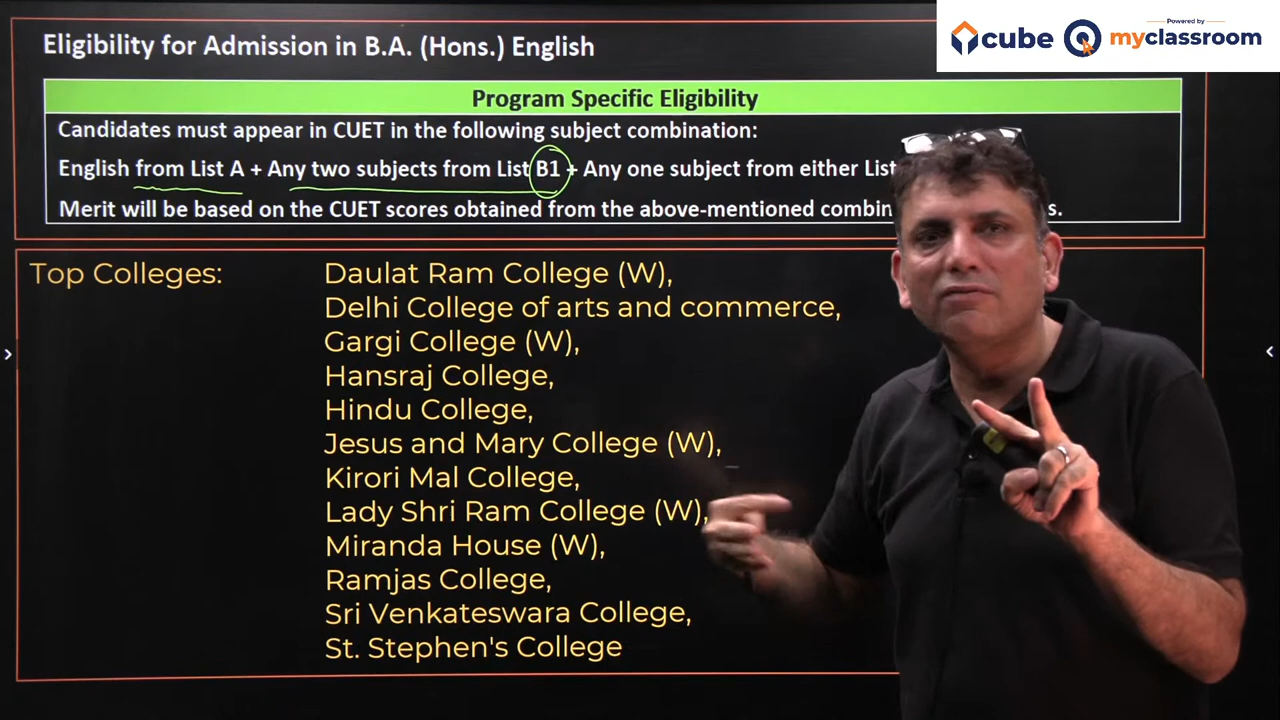 Eligibility for Admission in B.A. (Hons.) English
Powered by
cube myclassroom
Program Specific Eligibility
Candidates must appear in CUET in the following subject combination:
English from List A + Any two subjects from List B1 + Any one subject from either List
Merit will be based on the CUET scores obtained from the above-mentioned s.
Top Colleges: Daulat Ram College (W),
Delhi College of arts and commerce,
Gargi College (W),
Hansraj College,
Hindu College,
Jesus and Mary College (W),
Kirori Mal College,
Lady Shri Ram College (W),
Miranda House (W),
Ramjas College,
Sri Venkateswara College,
St. Stephen's College